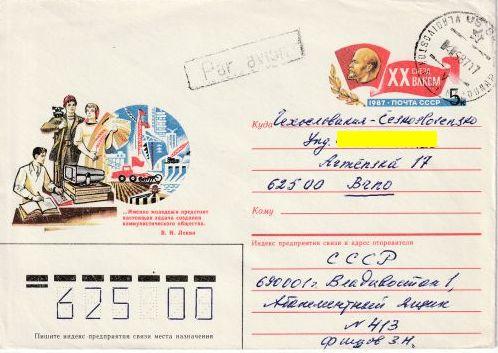 Par avion
XX
СЪЕЗД
ВЛКСМ
1987 • ПОЧТА СССР
5к
Куда Чехословакия - Československo
Artéňská 17
625 00 Brno
Кому
...Именно молодежи предстоит
настоящая задача создания
коммунистического общества.
В. И. Ленин
Индекс предприятия связи и адрес отправителя
СССР
690001 г. Владивосток 1,
Абонементный ящик
N 413
625 00
Пишите индекс предприятия связи места назначения